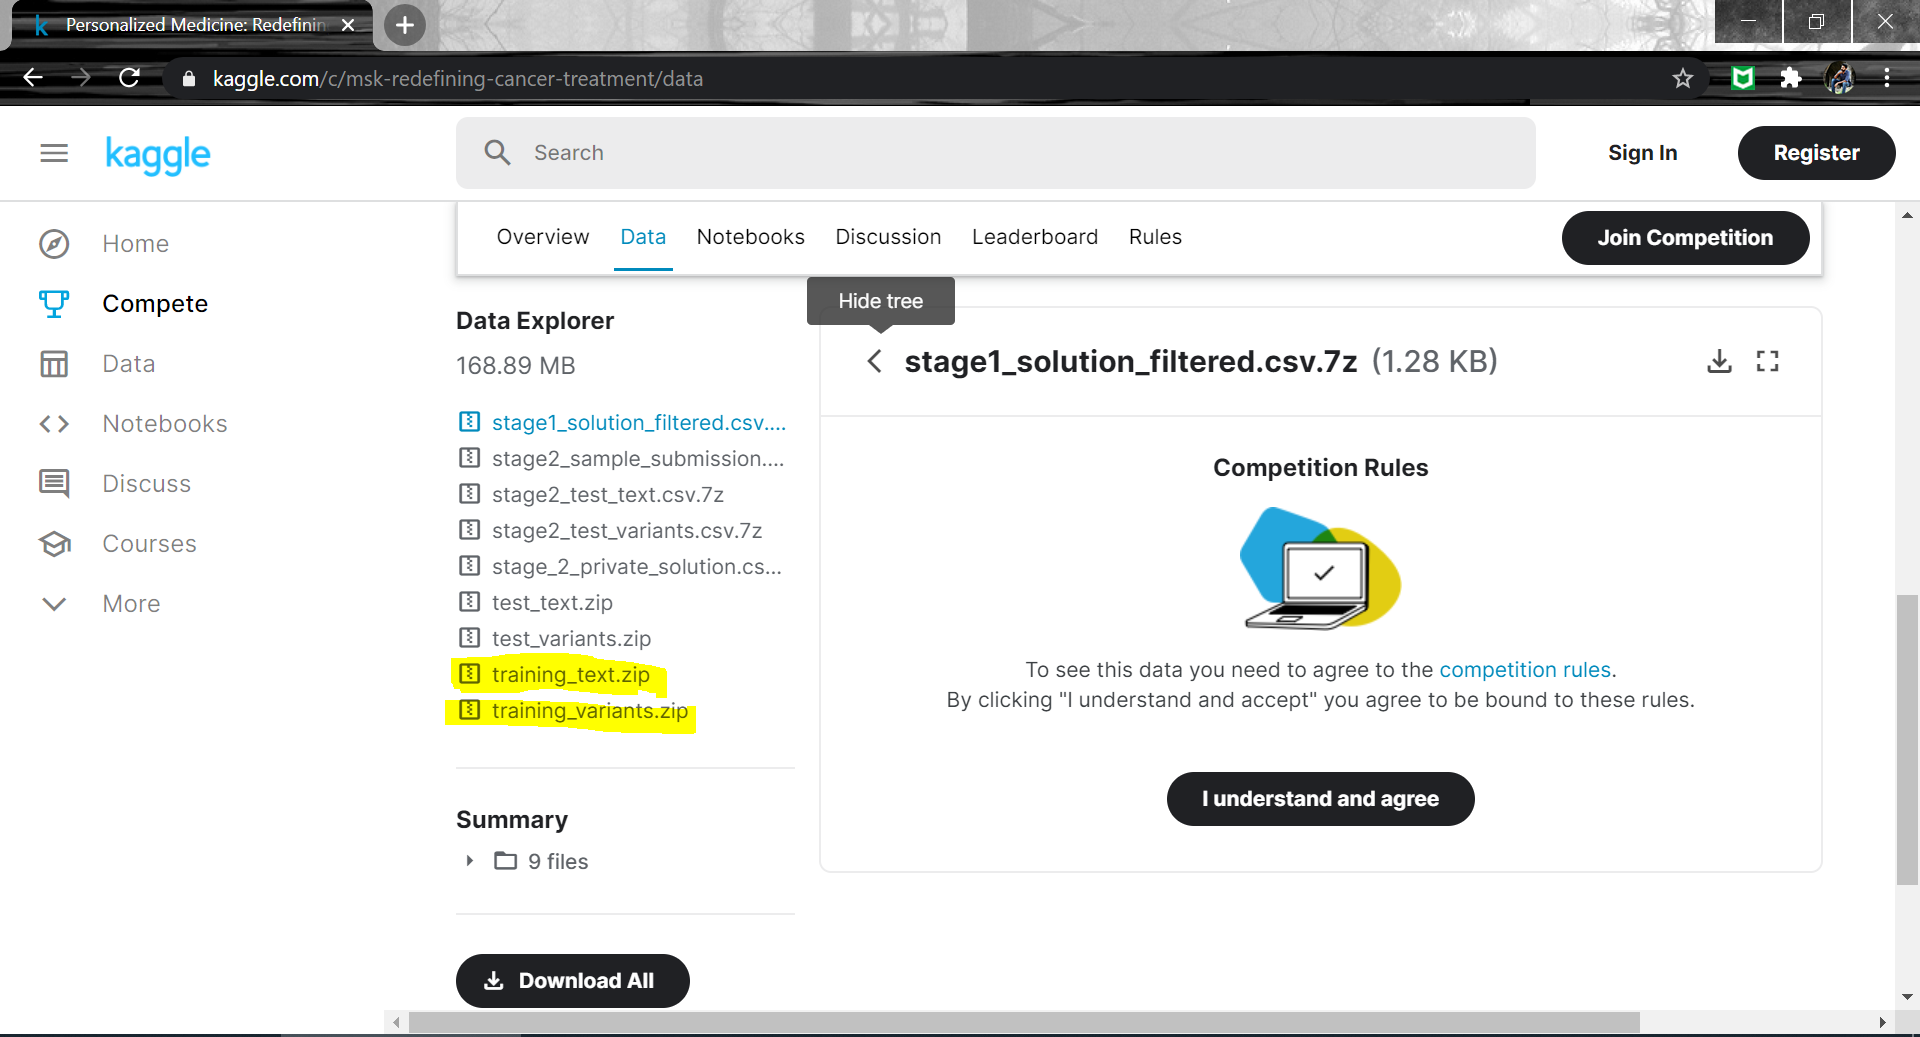 Personalized Medicine: Redefinin
kaggle.com/c/msk-redefining-cancer-treatment/data
kaggle
Search
Sign In
Register
Home
Compete
Data
Notebooks
Discuss
Courses
More
Overview
Data
Notebooks
Discussion
Leaderboard
Rules
Join Competition
Hide tree
Data Explorer
168.89 MB
stage1_solution_filtered.csv....
stage2_sample_submission....
stage2_test_text.csv.7z
stage2_test_variants.csv.7z
stage_2_private_solution.cs...
test_text.zip
test_variants.zip
training_text.zip
training_variants.zip
Summary
9 files
Download All
stage1_solution_filtered.csv.7z (1.28 KB)
Competition Rules
To see this data you need to agree to the competition rules.
By clicking "I understand and accept" you agree to be bound to these rules.
I understand and agree